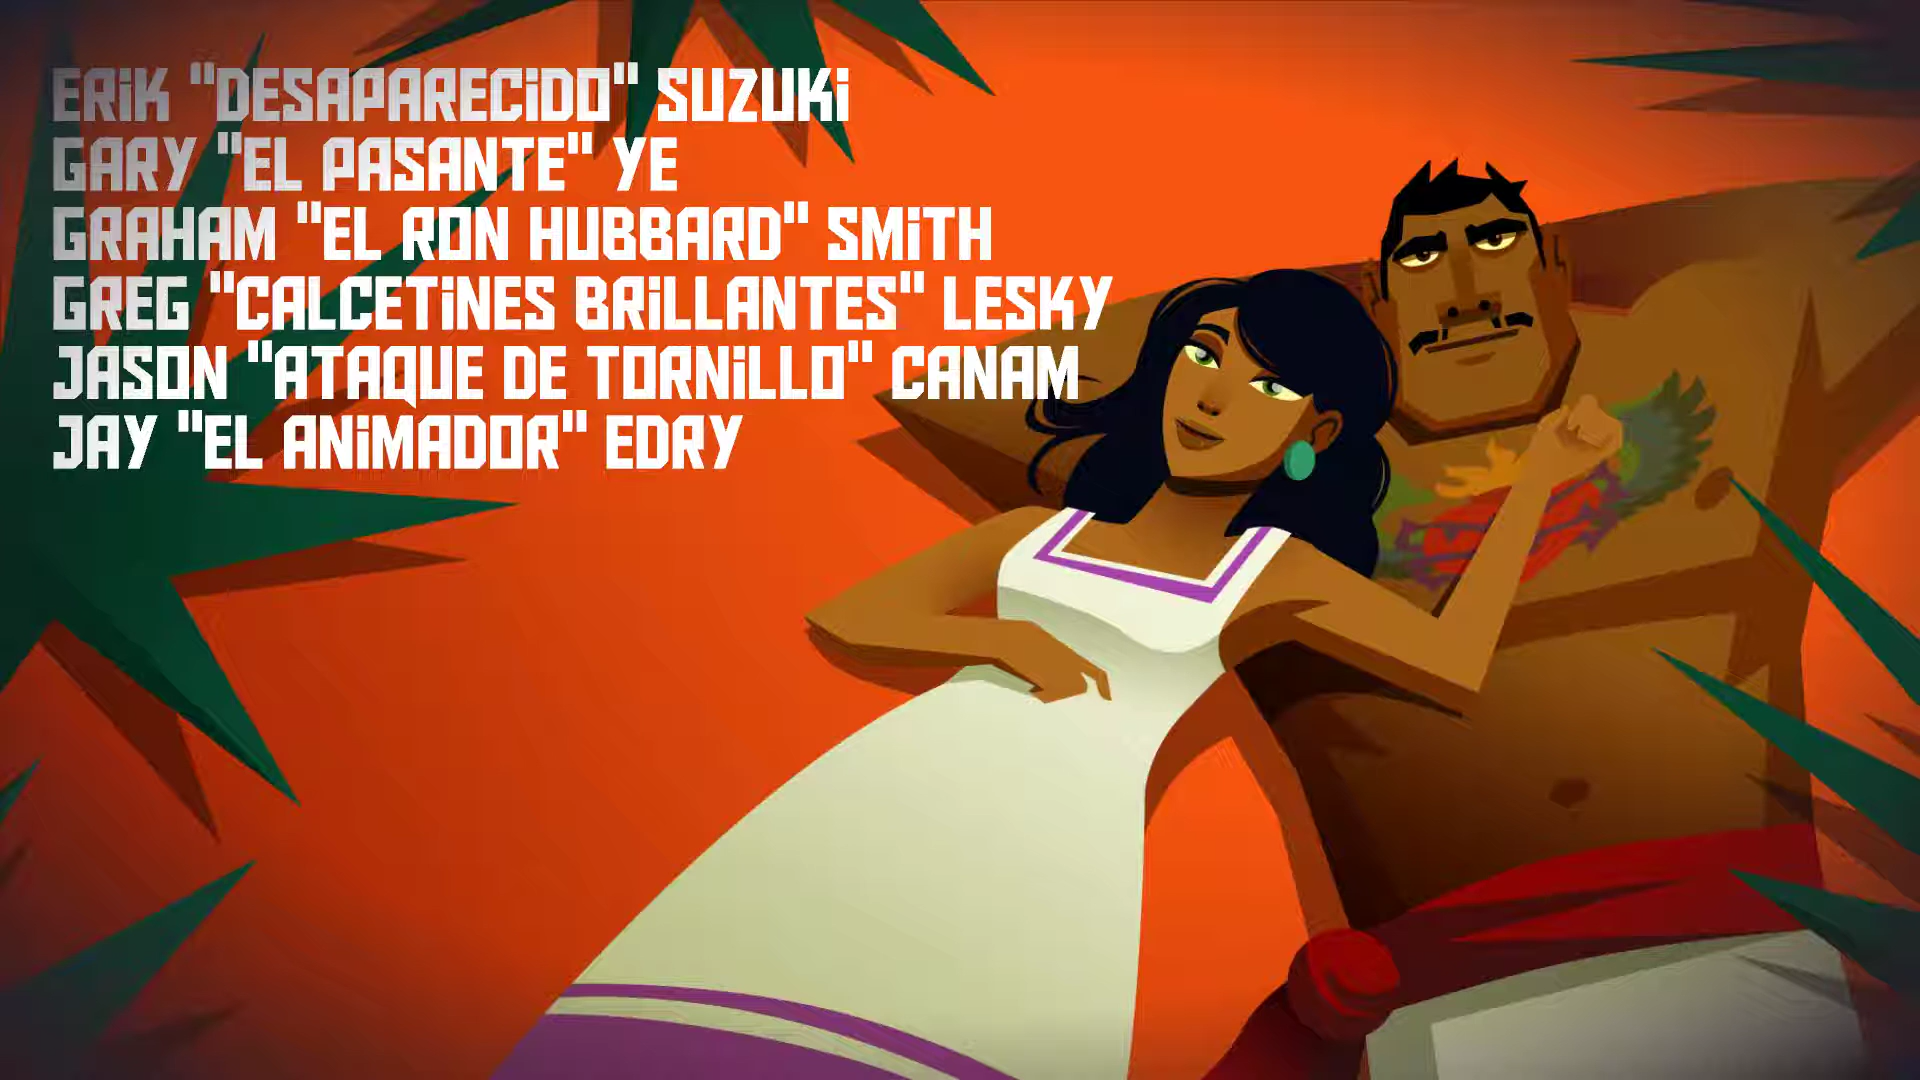 ERiK "DESAPARECiDO" SUZUKi
GARY "EL PASANTE" YE
GRAHAM "EL RON HUBBARD" SMiTH
GREG "CALCETiNES BRiLLANTES" LESKY
JASON "ATAQUE DE TORNiLLO" CANAM
JAY "EL ANiMADOR" EDRY